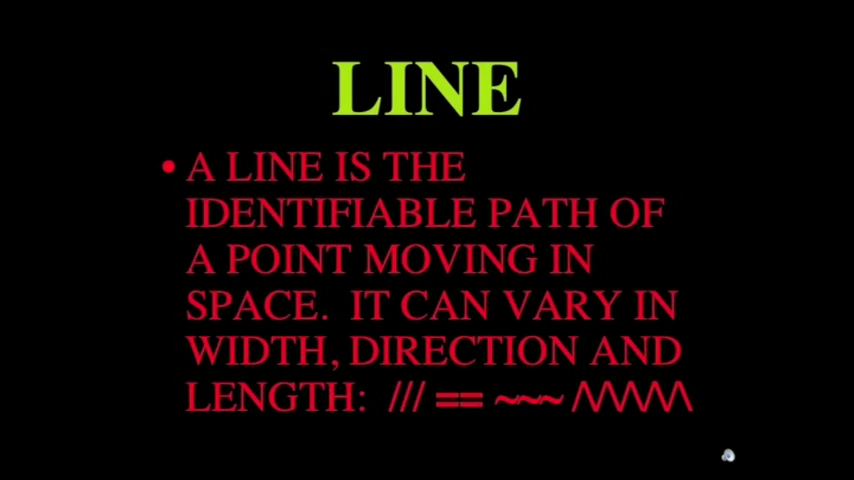 LINE
• A LINE IS THE
IDENTIFIABLE PATH OF
A POINT MOVING IN
SPACE.  IT CAN VARY IN
WIDTH, DIRECTION AND
LENGTH:  /// == ~~~ /\/\/\/\/\